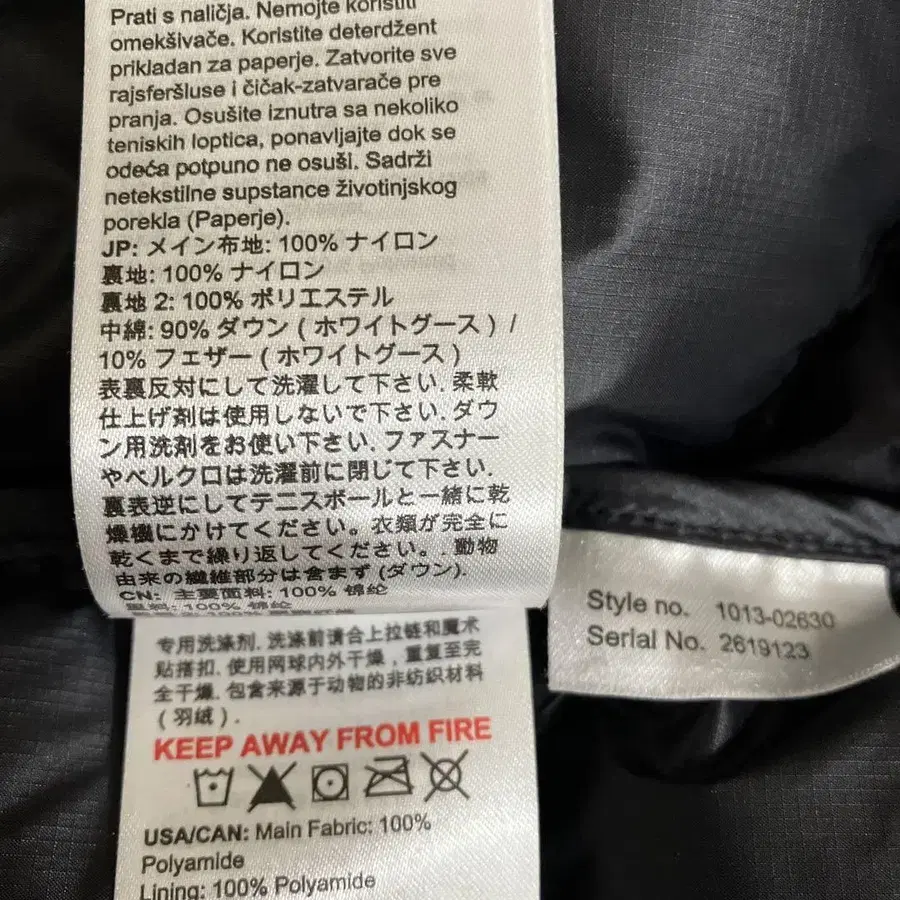 Prati s naličja. Nemojte koristiti
omekšivače. Koristite deterdžent
prikladan za paperje. Zatvorite sve
rajsferšluse i čičak-zatvarače pre
pranja. Osušite iznutra sa nekoliko
teniskih loptica, ponavljajte dok se
odeća potpuno ne osuši. Sadrži
netekstilne supstance životinjskog
porekla (Paperje).
JP: メイン布地: 100% ナイロン
裏地: 100% ナイロン
裏地 2: 100% ポリエステル
中綿: 90% ダウン ( ホワイトグース ) /
10% フェザー ( ホワイトグース )
表裏反対にして洗濯して下さい. 柔軟
仕上げ剤は使用しないで下さい. ダウ
ン用洗剤をお使い下さい. ファスナー
やベルクロは洗濯前に閉じて下さい.
裏表逆にしてテニスボールと一緒に乾
燥機にかけてください。衣類が完全に
乾くまで繰り返してください。. 動物
由来の繊維部分は含まず (ダウン).
CN: 主要面料: 100% 锦纶
里料: 100% 锦纶
专用洗涤剂. 洗涤前请合上拉链和魔术
贴搭扣. 使用网球内外干燥，重复至完
全干燥. 包含来源于动物的非纺织材料
( 羽绒 ) .
KEEP AWAY FROM FIRE
USA/CAN: Main Fabric: 100%
Polyamide
Lining: 100% Polyamide
Style no. 1013-02630
Serial No. 2619123